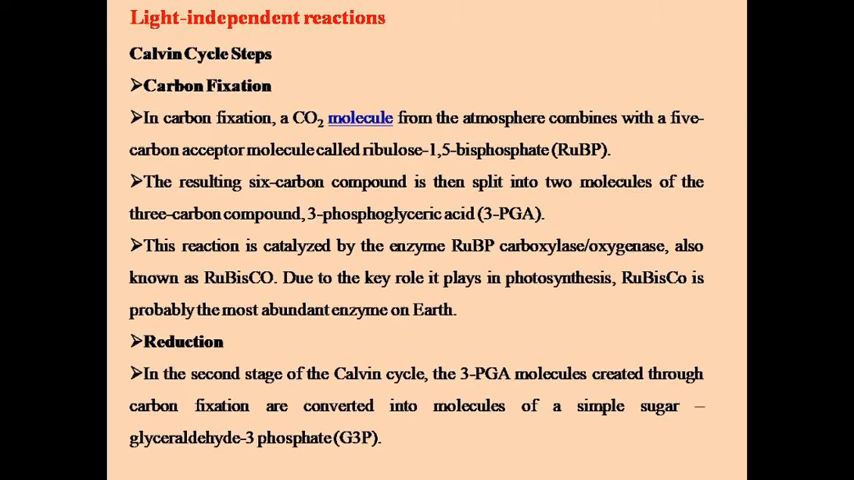 Light-independent reactions
Calvin Cycle Steps
➢Carbon Fixation
➢In carbon fixation, a CO₂ molecule from the atmosphere combines with a five-
carbon acceptor molecule called ribulose-1,5-bisphosphate (RuBP).
➢The resulting six-carbon compound is then split into two molecules of the
three-carbon compound, 3-phosphoglyceric acid (3-PGA).
➢This reaction is catalyzed by the enzyme RuBP carboxylase/oxygenase, also
known as RuBisCO. Due to the key role it plays in photosynthesis, RuBisCo is
probably the most abundant enzyme on Earth.
➢Reduction
➢In the second stage of the Calvin cycle, the 3-PGA molecules created through
carbon fixation are converted into molecules of a simple sugar –
glyceraldehyde-3 phosphate (G3P).